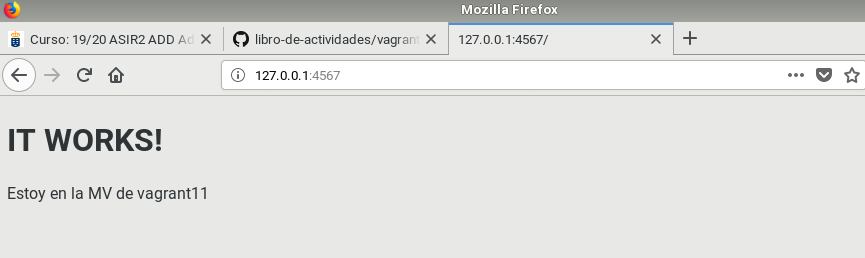 Mozilla Firefox
Curso: 19/20 ASIR2 ADD Ad
libro-de-actividades/vagrant
127.0.0.1:4567/
127.0.0.1:4567
IT WORKS!
Estoy en la MV de vagrant11